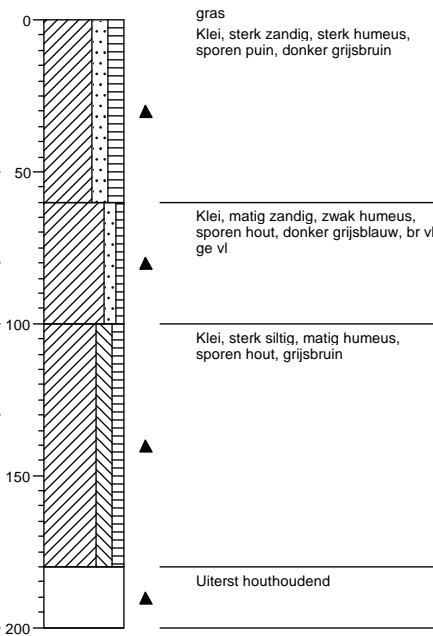 0
gras
Klei, sterk zandig, sterk humeus,
sporen puin, donker grijsbruin
50
Klei, matig zandig, zwak humeus,
sporen hout, donker grijsblauw, br vl
ge vl
100
Klei, sterk siltig, matig humeus,
sporen hout, grijsbruin
150
Uiterst houthoudend
200